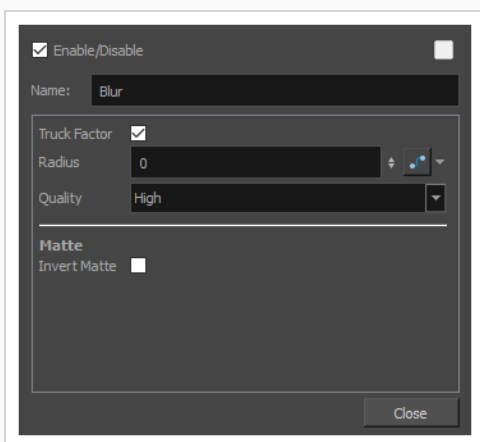 Enable/Disable
Name: Blur
Truck Factor
Radius 0
Quality High
Matte
Invert Matte
Close